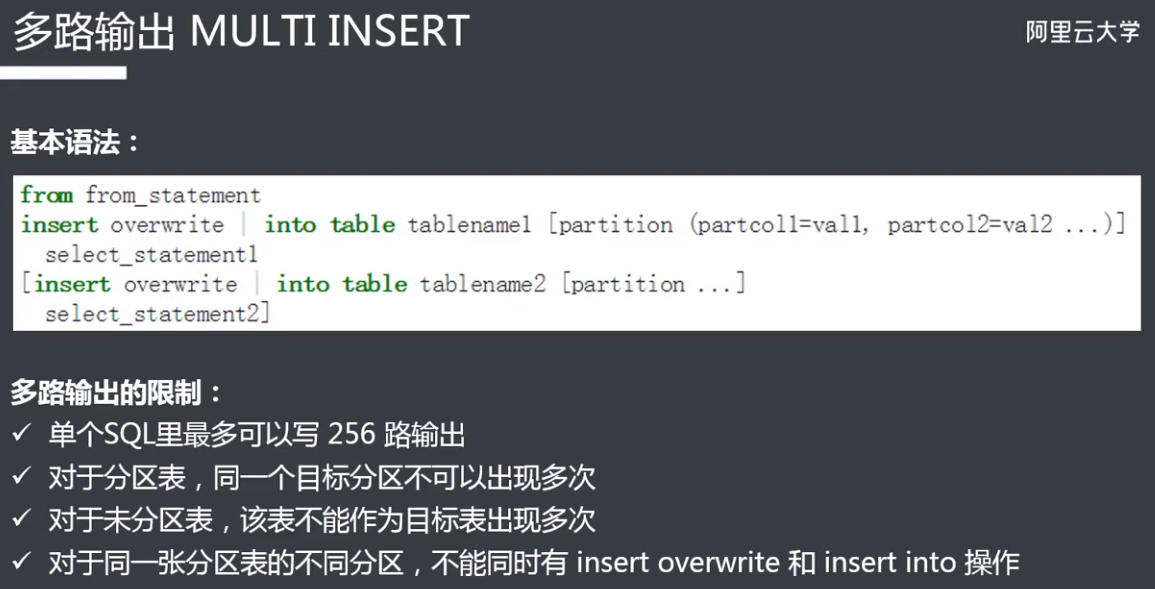 多路输出 MULTI INSERT
阿里云大学
基本语法：
from from_statement
insert overwrite | into table tablename1 [partition (partcol1=val1, partcol2=val2 ...)]
select_statement1
[insert overwrite | into table tablename2 [partition ...]
select_statement2]
多路输出的限制：
✓ 单个SQL里最多可以写 256 路输出
✓ 对于分区表，同一个目标分区不可以出现多次
✓ 对于未分区表，该表不能作为目标表出现多次
✓ 对于同一张分区表的不同分区，不能同时有 insert overwrite 和 insert into 操作